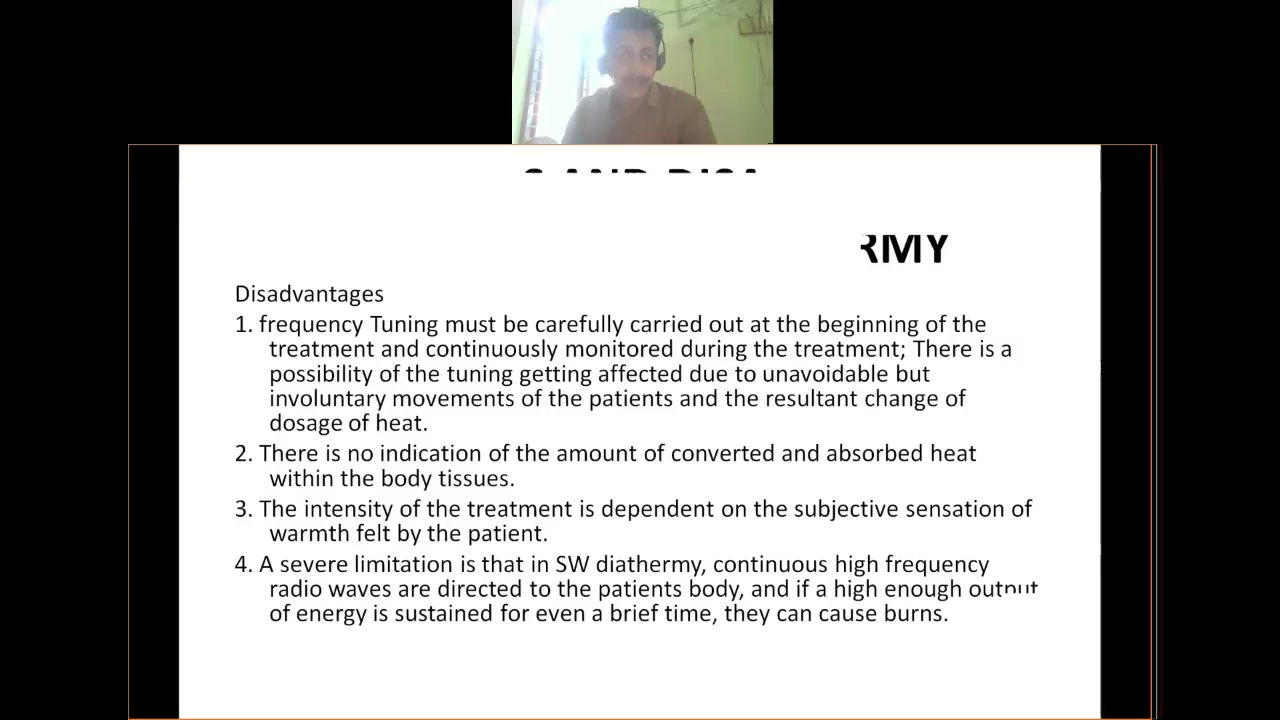 RMY
Disadvantages
1. frequency Tuning must be carefully carried out at the beginning of the
treatment and continuously monitored during the treatment; There is a
possibility of the tuning getting affected due to unavoidable but
involuntary movements of the patients and the resultant change of
dosage of heat.
2. There is no indication of the amount of converted and absorbed heat
within the body tissues.
3. The intensity of the treatment is dependent on the subjective sensation of
warmth felt by the patient.
4. A severe limitation is that in SW diathermy, continuous high frequency
radio waves are directed to the patients body, and if a high enough output
of energy is sustained for even a brief time, they can cause burns.